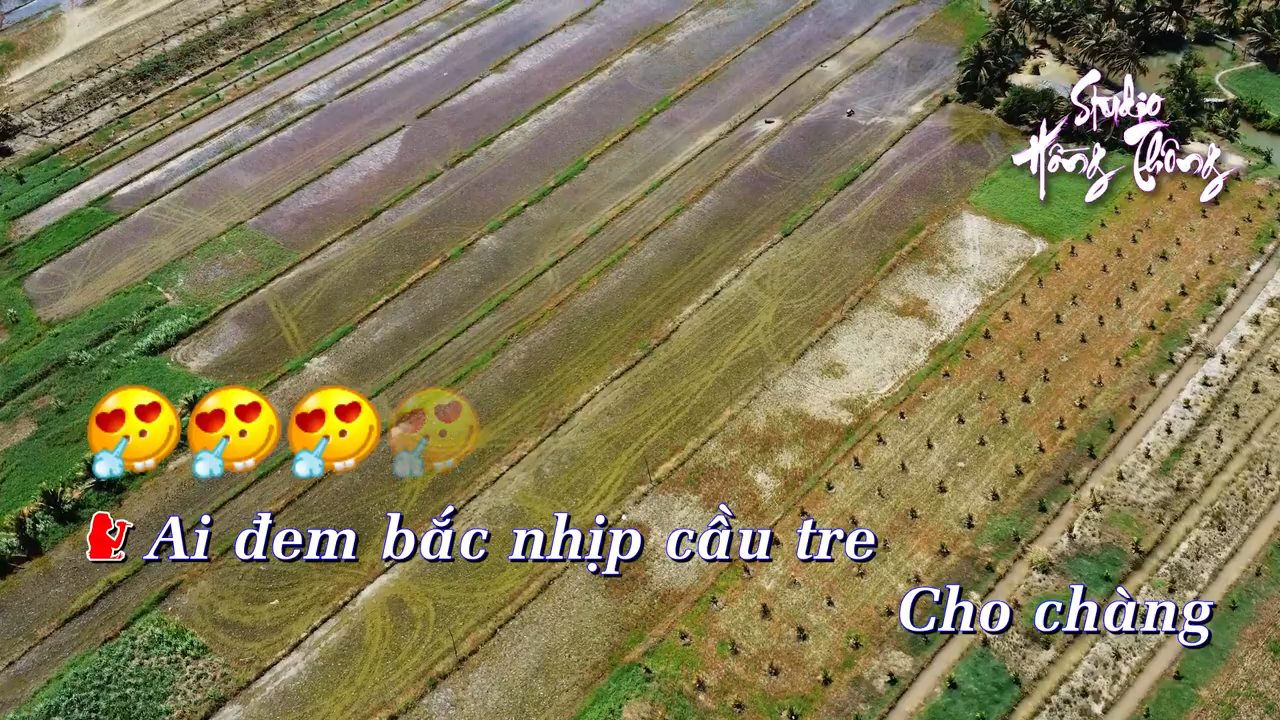 Studio
Hồng Thông
Ai đem bắc nhịp cầu tre
Cho chàng